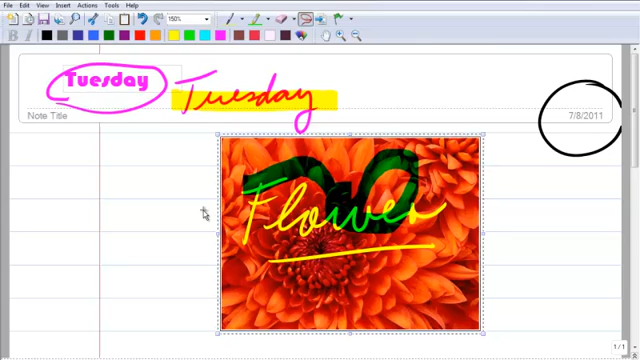 File Edit View Insert Actions Tools Help
150%
B I
Tuesday Tuesday
Note Title 7/8/2011
Flower
1/1